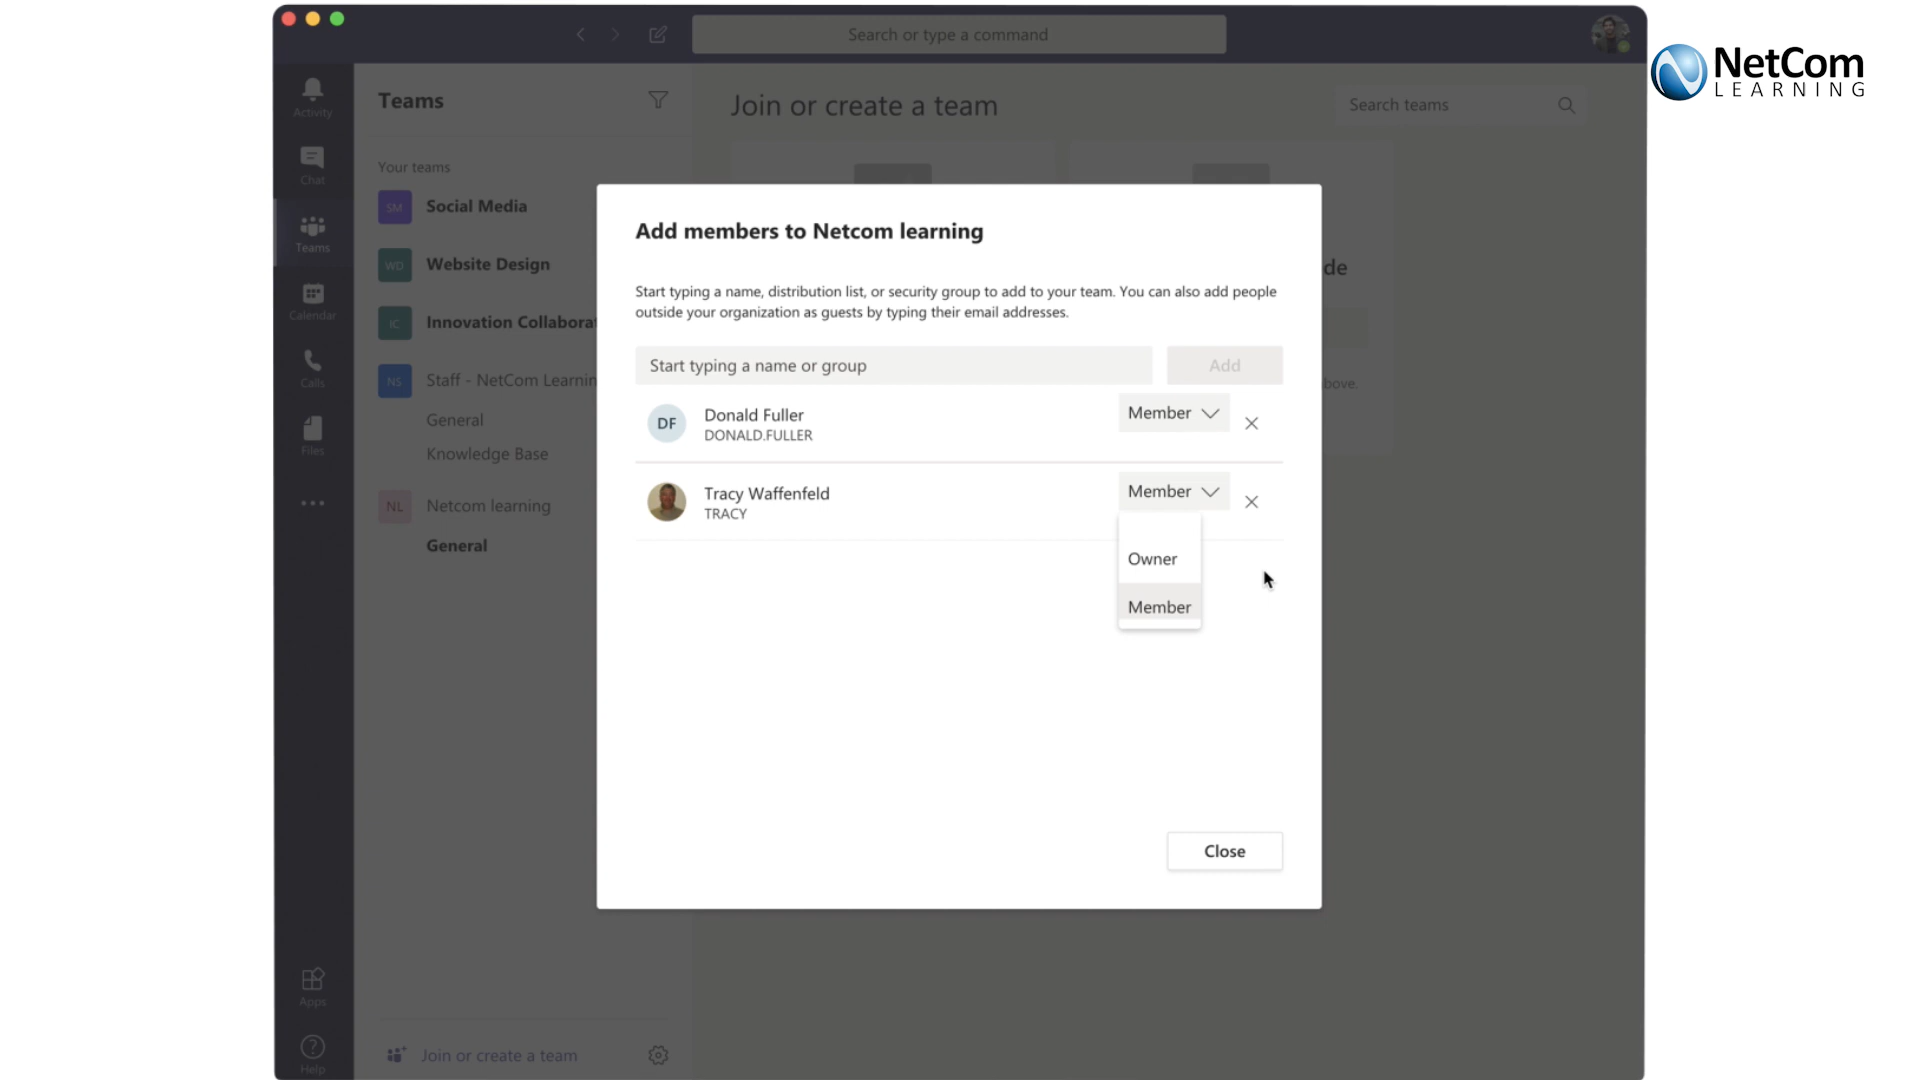 Search or type a command
NetCom
LEARNING
Activity
Chat
Teams
Calendar
Calls
Files
Apps
Help
Teams
Your teams
SM Social Media
WD Website Design
IC Innovation Collaborat
NS Staff - NetCom Learnin
General
Knowledge Base
NL Netcom learning
General
Join or create a team
Join or create a team
Search teams
de
bove.
Add members to Netcom learning
Start typing a name, distribution list, or security group to add to your team. You can also add people
outside your organization as guests by typing their email addresses.
Start typing a name or group
Add
DF
Donald Fuller
DONALD.FULLER
Member
Tracy Waffenfeld
TRACY
Member
Owner
Member
Close